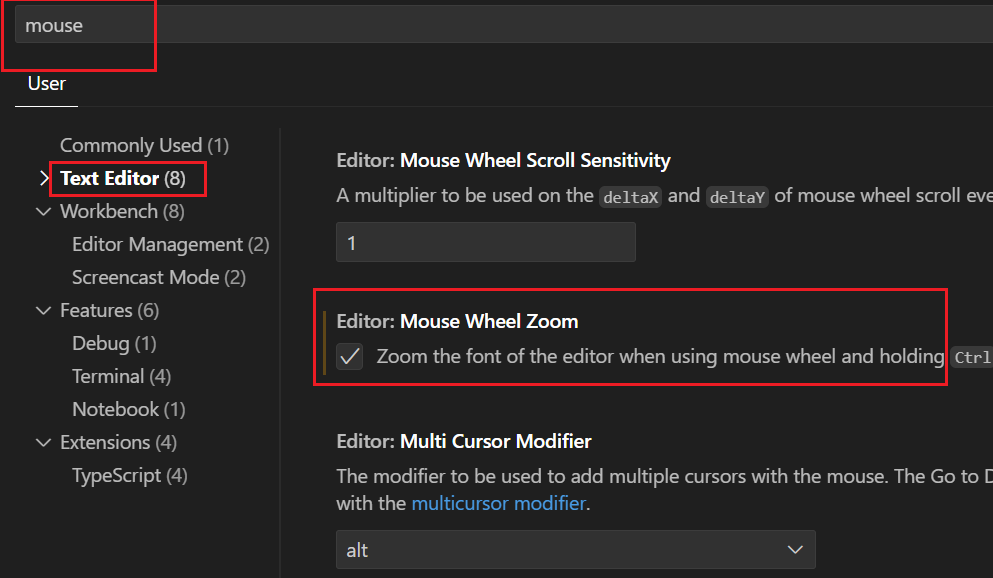 mouse
User
Commonly Used (1)
Text Editor (8)
Workbench (8)
Editor Management (2)
Screencast Mode (2)
Features (6)
Debug (1)
Terminal (4)
Notebook (1)
Extensions (4)
TypeScript (4)
Editor: Mouse Wheel Scroll Sensitivity
A multiplier to be used on the deltaX and deltaY of mouse wheel scroll eve
1
Editor: Mouse Wheel Zoom
Zoom the font of the editor when using mouse wheel and holding Ctrl
Editor: Multi Cursor Modifier
The modifier to be used to add multiple cursors with the mouse. The Go to D
with the multicursor modifier.
alt